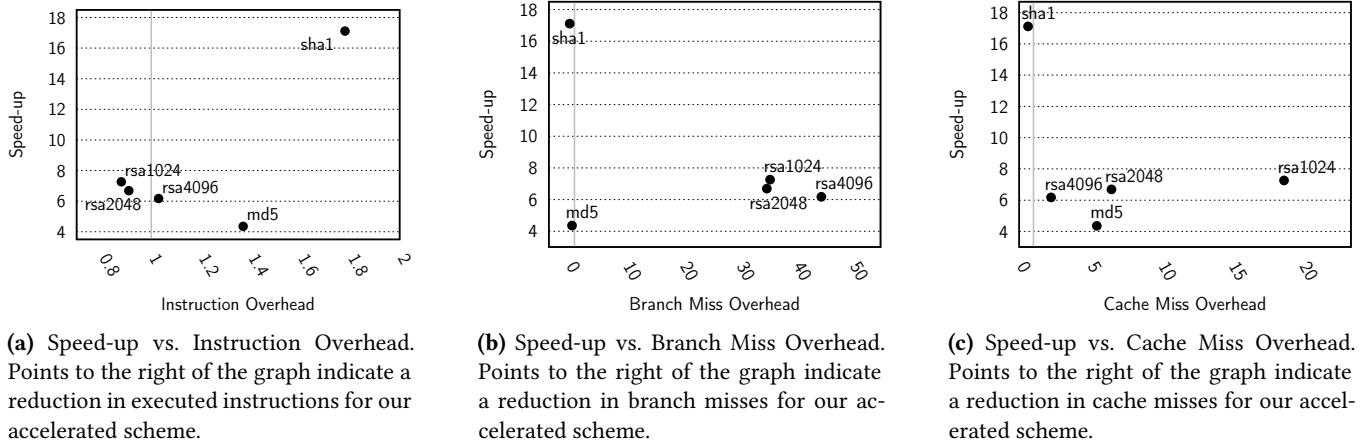 18
16
14
12
10
8
6
4
Speed-up
sha1
rsa1024
rsa2048
rsa4096
md5
0.8
1
1.2
1.4
1.6
1.8
2
Instruction Overhead
(a) Speed-up vs. Instruction Overhead.
Points to the right of the graph indicate a
reduction in executed instructions for our
accelerated scheme.
18
16
14
12
10
8
6
4
Speed-up
sha1
rsa1024
rsa2048
rsa4096
md5
0
10
20
30
40
50
Branch Miss Overhead
(b) Speed-up vs. Branch Miss Overhead.
Points to the right of the graph indicate
a reduction in branch misses for our ac-
celerated scheme.
18
16
14
12
10
8
6
4
Speed-up
sha1
rsa1024
rsa2048
rsa4096
md5
0
5
10
15
20
Cache Miss Overhead
(c) Speed-up vs. Cache Miss Overhead.
Points to the right of the graph indicate
a reduction in cache misses for our accel-
erated scheme.